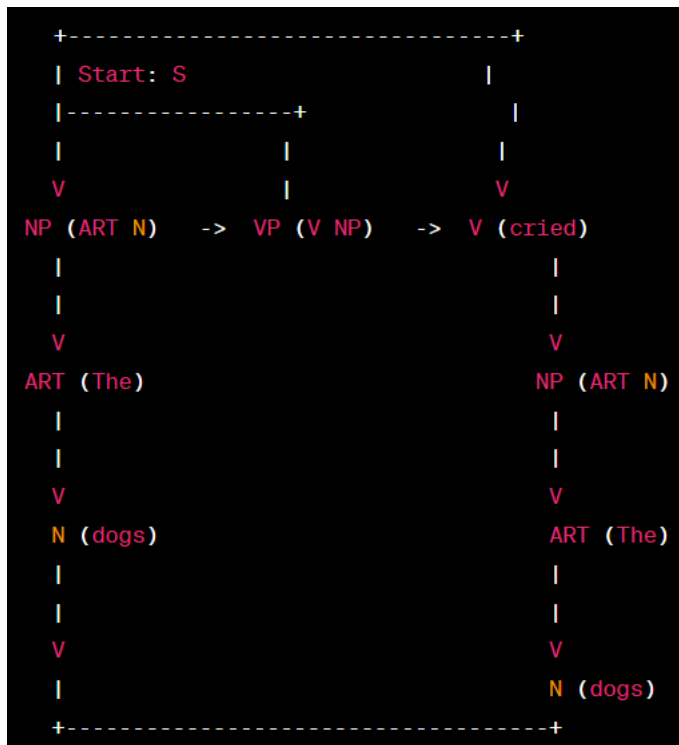 +---------------------------------+
| Start: S                      |
|-----------------+               |
|                |               |
V                |               V
NP (ART N)   ->  VP (V NP)   ->  V (cried)
|                                    |
|                                    |
V                                    V
ART (The)                             NP (ART N)
|                                    |
|                                    |
V                                    V
N (dogs)                             ART (The)
|                                    |
|                                    |
V                                    V
|                                    N (dogs)
+------------------------------------+